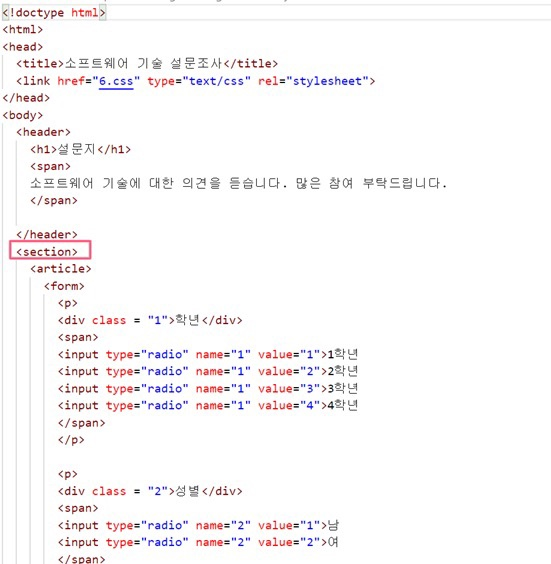 <!doctype html>
<html>
<head>
<title>소프트웨어 기술 설문조사</title>
<link href="6.css" type="text/css" rel="stylesheet">
</head>
<body>
<header>
<h1>설문지</h1>
<span>
소프트웨어 기술에 대한 의견을 듣습니다. 많은 참여 부탁드립니다.
</span>
</header>
<section>
<article>
<form>
<p>
<div class = "1">학년</div>
<span>
<input type="radio" name="1" value="1">1학년
<input type="radio" name="1" value="2">2학년
<input type="radio" name="1" value="3">3학년
<input type="radio" name="1" value="4">4학년
</span>
</p>
<p>
<div class = "2">성별</div>
<span>
<input type="radio" name="2" value="1">남
<input type="radio" name="2" value="2">여
</span>